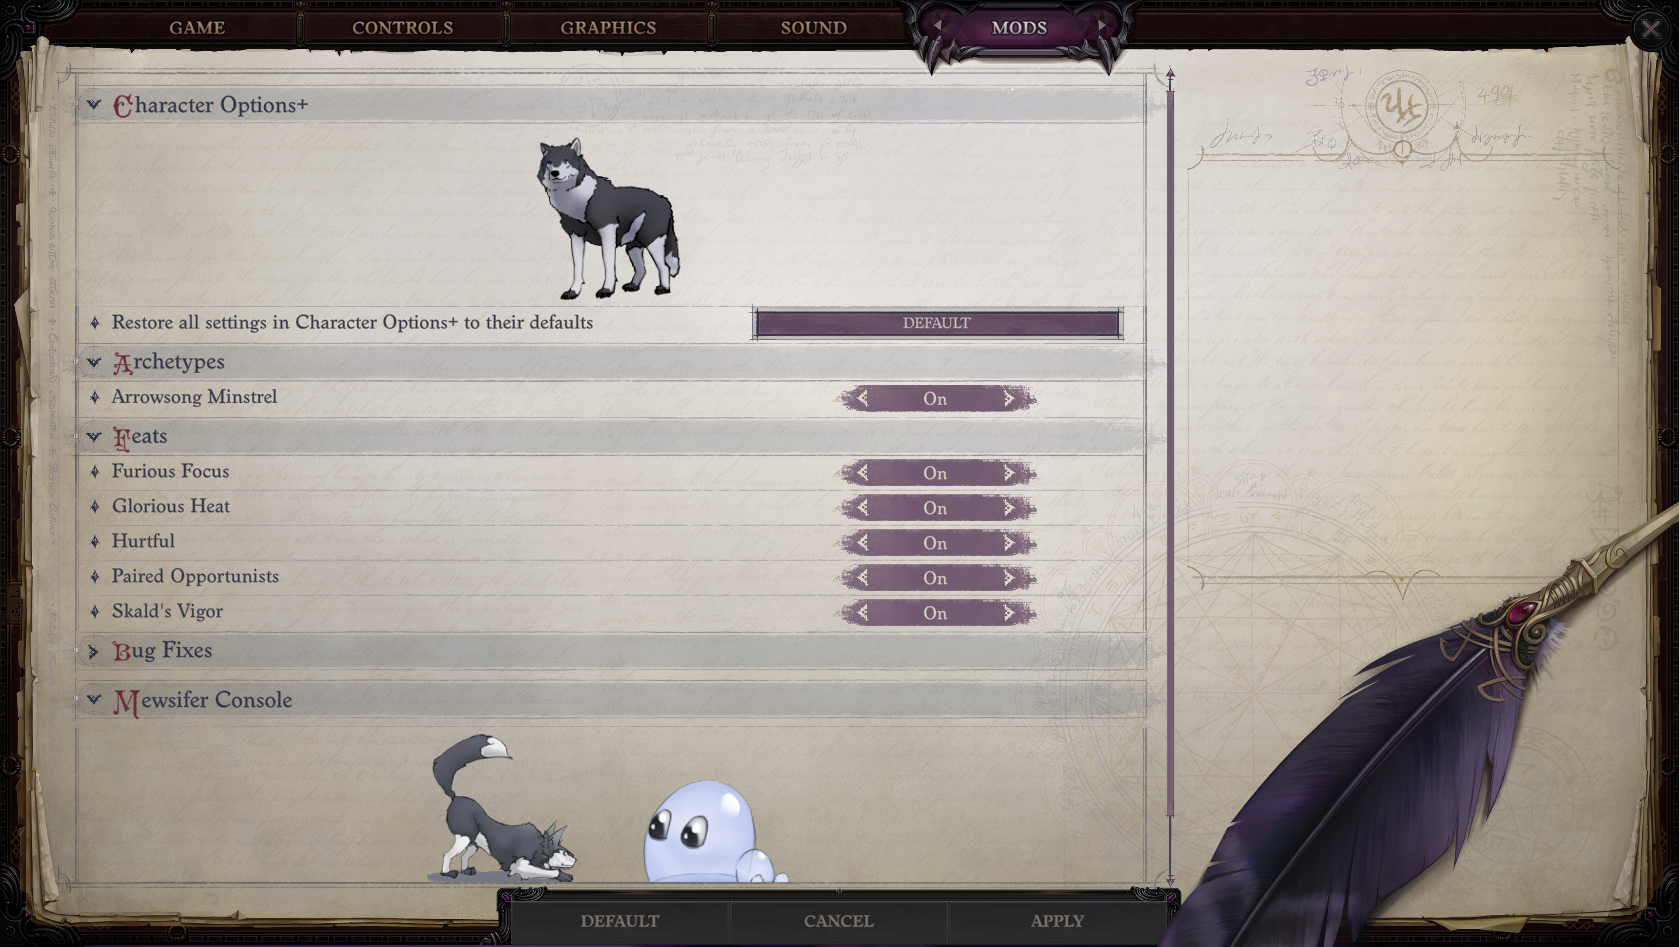 GAME
CONTROLS
GRAPHICS
SOUND
MODS
Character Options+
Restore all settings in Character Options+ to their defaults
DEFAULT
Archetypes
Arrowsong Minstrel
On
Feats
Furious Focus
On
Glorious Heat
On
Hurtful
On
Paired Opportunists
On
Skald's Vigor
On
Bug Fixes
Mewsifer Console
DEFAULT
CANCEL
APPLY